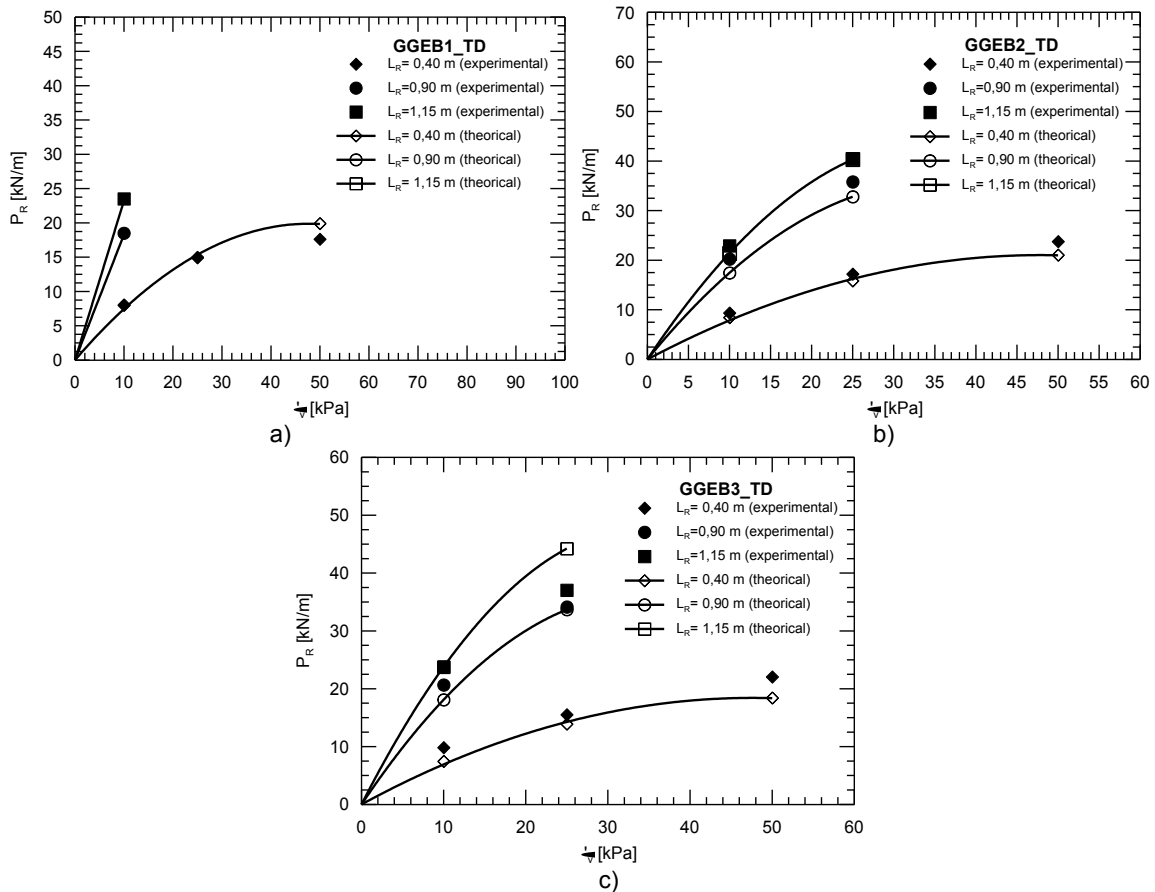 GGEB1_TD
L_R= 0,40 m (experimental)
L_R=0,90 m (experimental)
L_R=1,15 m (experimental)
L_R= 0,40 m (theorical)
L_R= 0,90 m (theorical)
L_R= 1,15 m (theorical)
P_R [kN/m]
50
45
40
35
30
25
20
15
10
5
0
0 10 20 30 40 50 60 70 80 90 100
[kPa]
a)
GGEB2_TD
L_R= 0,40 m (experimental)
L_R=0,90 m (experimental)
L_R=1,15 m (experimental)
L_R= 0,40 m (theorical)
L_R= 0,90 m (theorical)
L_R= 1,15 m (theorical)
P_R [kN/m]
70
60
50
40
30
20
10
0
0 5 10 15 20 25 30 35 40 45 50 55 60
[kPa]
b)
GGEB3_TD
L_R= 0,40 m (experimental)
L_R=0,90 m (experimental)
L_R=1,15 m (experimental)
L_R= 0,40 m (theorical)
L_R= 0,90 m (theorical)
L_R= 1,15 m (theorical)
P_R [kN/m]
60
50
40
30
20
10
0
0 10 20 30 40 50 60
[kPa]
c)